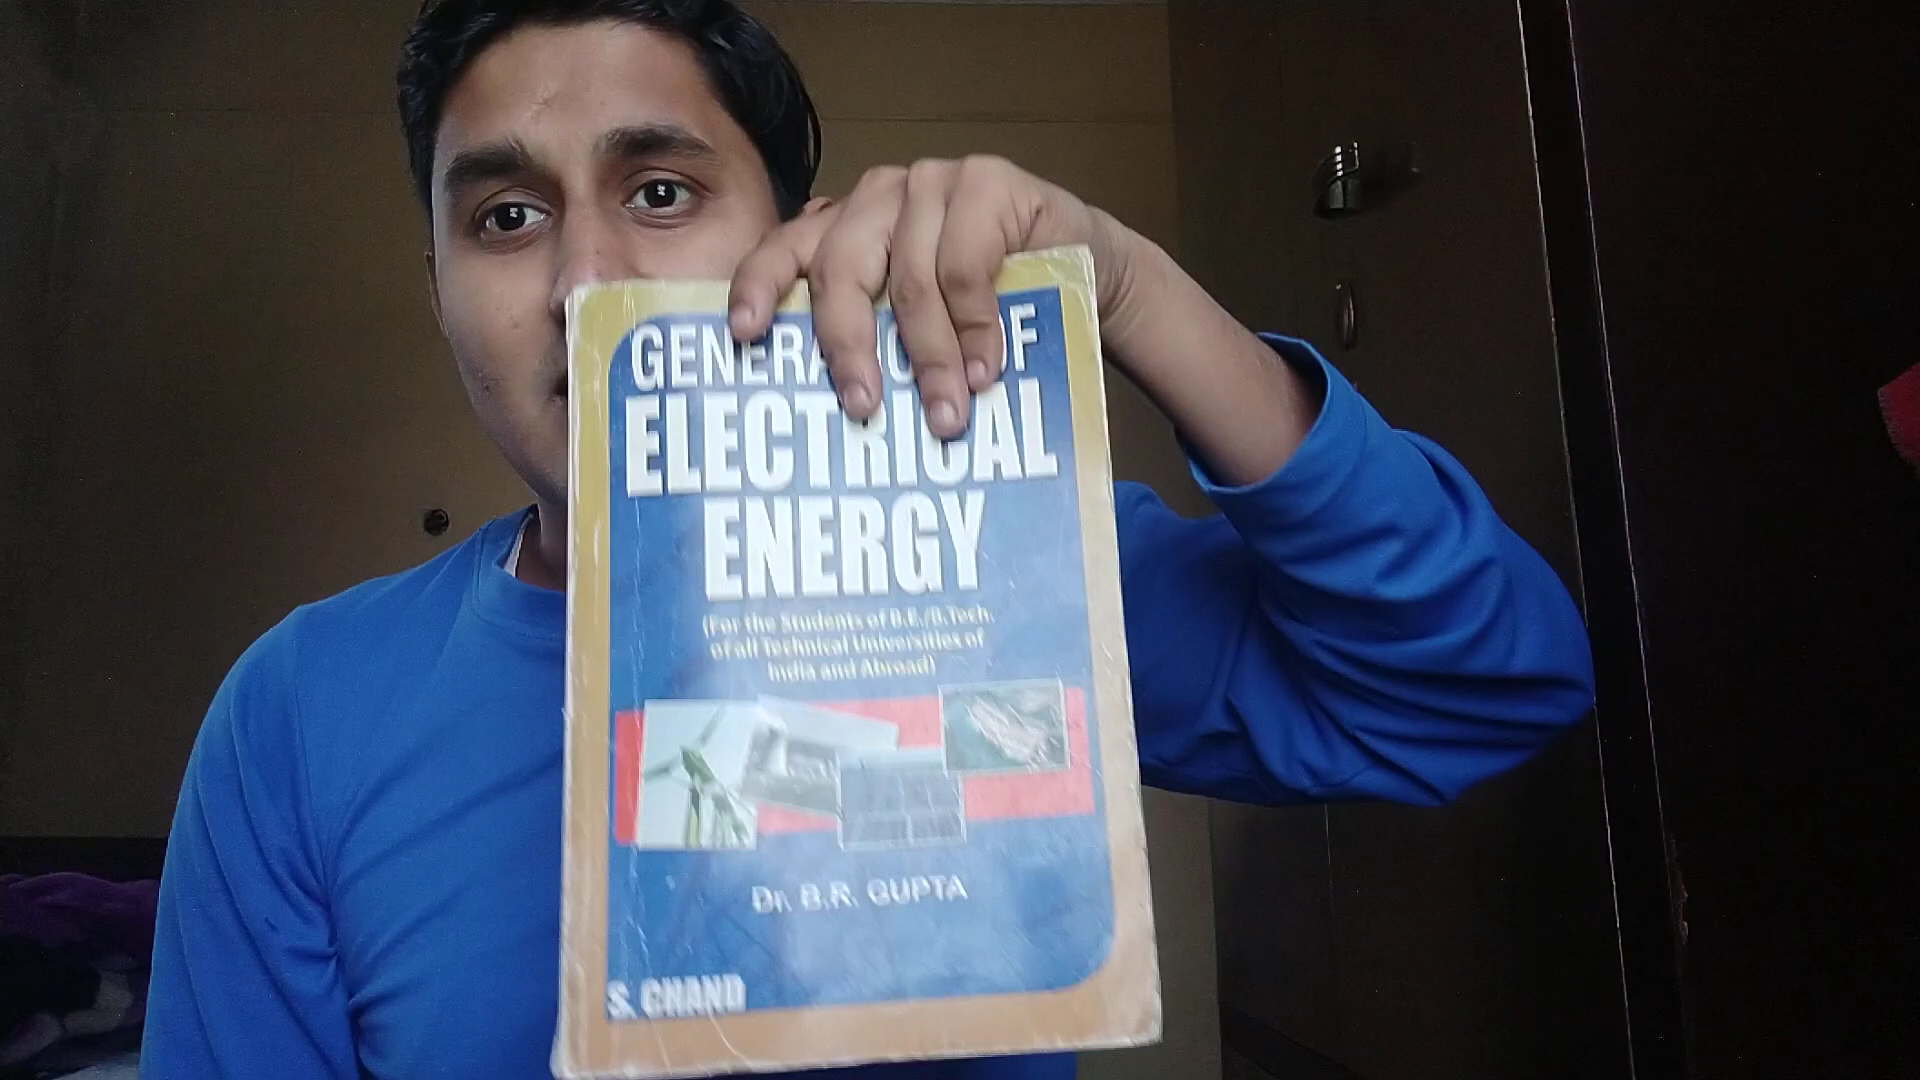 GENERATION OF
ELECTRICAL
ENERGY
(For the Students of B.E./B.Tech.
of all Technical Universities of
India and Abroad)
Dr. B.R. GUPTA
S. CHAND